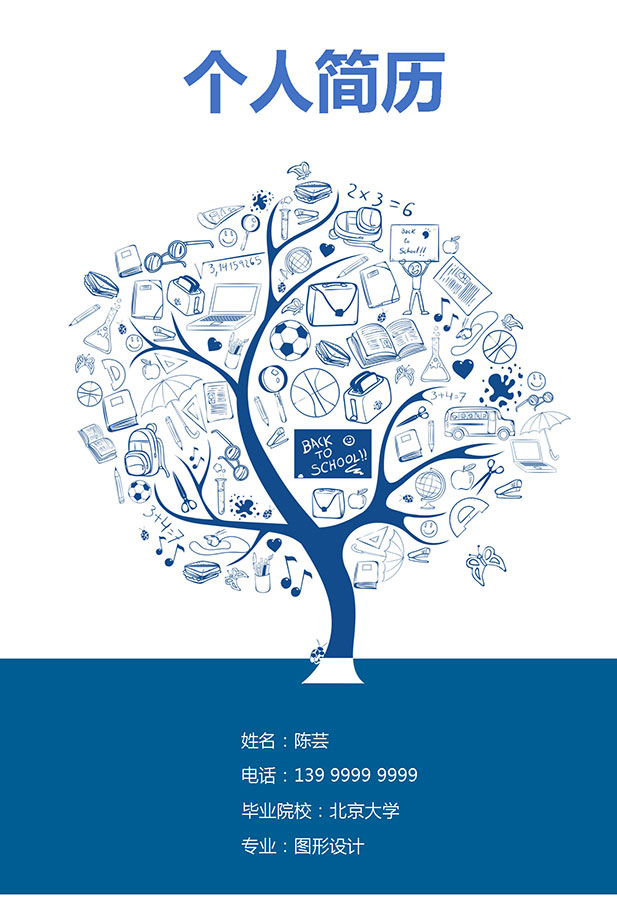 个人简历
2×3=6
back
to
School!!
3,14159265
3+4=7
BACK
TO
SCHOOL!!
3+4=7
姓名：陈芸
电话：139 9999 9999
毕业院校：北京大学
专业：图形设计